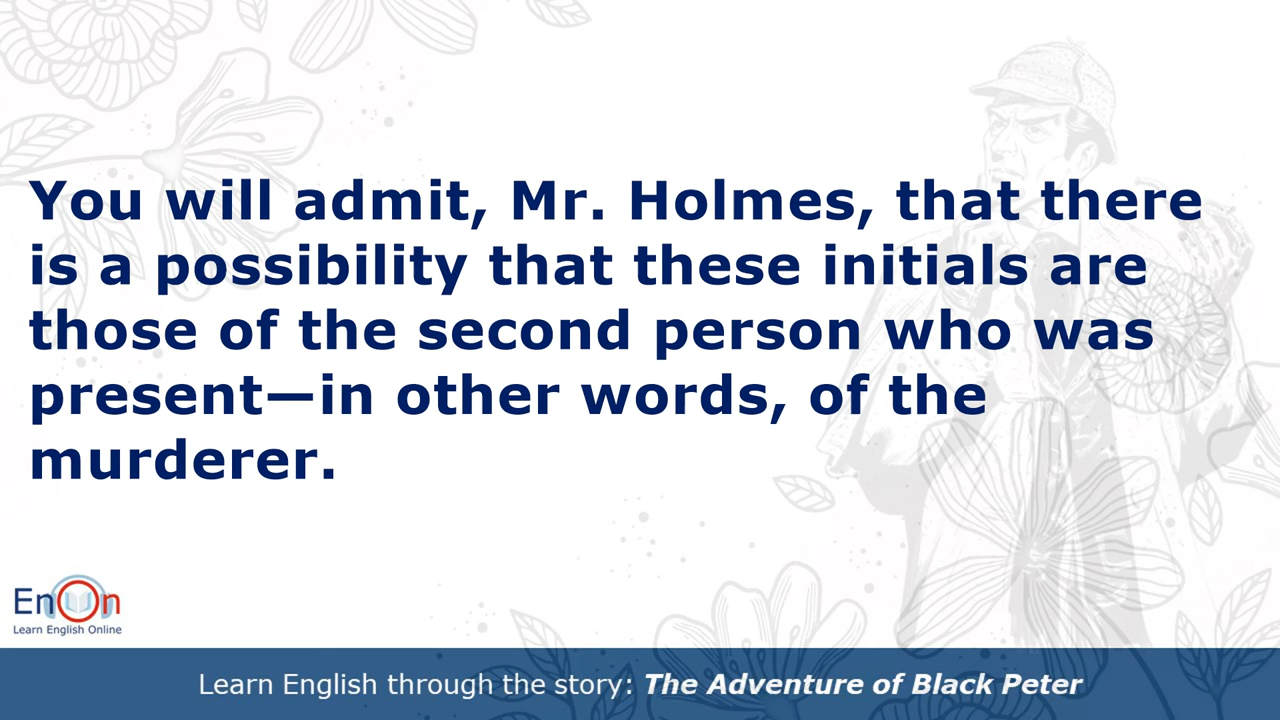 You will admit, Mr. Holmes, that there
is a possibility that these initials are
those of the second person who was
present—in other words, of the
murderer.
EnOn
Learn English Online
Learn English through the story: The Adventure of Black Peter